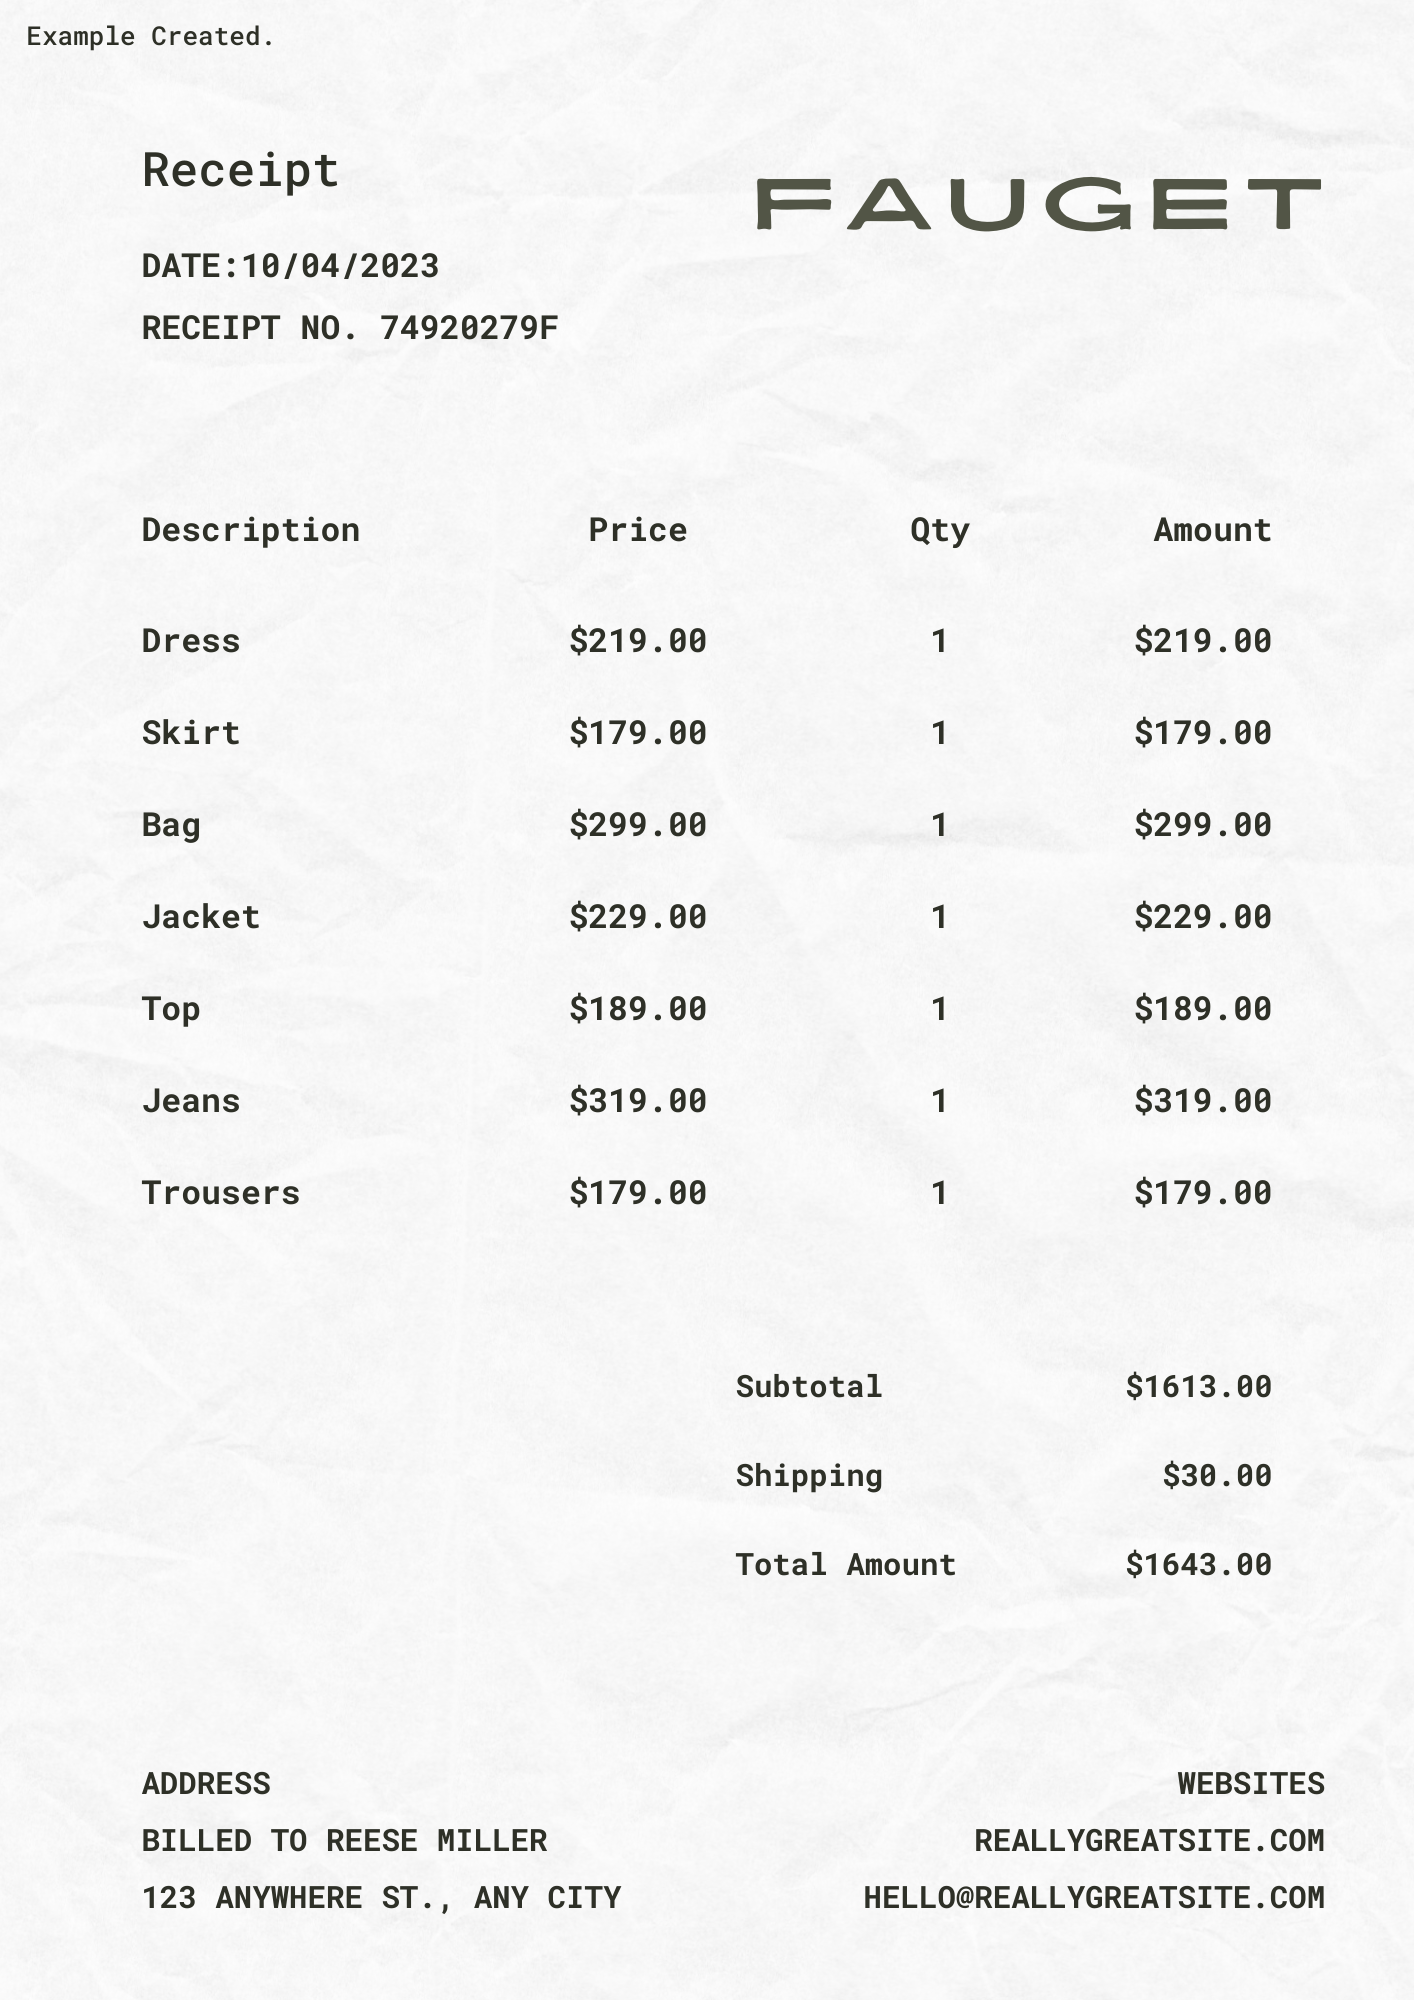 Example Created.
Receipt
FAUGET
DATE:10/04/2023
RECEIPT NO. 74920279F
Description Price Qty Amount
Dress $219.00 1 $219.00
Skirt $179.00 1 $179.00
Bag $299.00 1 $299.00
Jacket $229.00 1 $229.00
Top $189.00 1 $189.00
Jeans $319.00 1 $319.00
Trousers $179.00 1 $179.00
Subtotal $1613.00
Shipping $30.00
Total Amount $1643.00
ADDRESS
BILLED TO REESE MILLER
123 ANYWHERE ST., ANY CITY
WEBSITES
REALLYGREATSITE.COM
HELLO@REALLYGREATSITE.COM